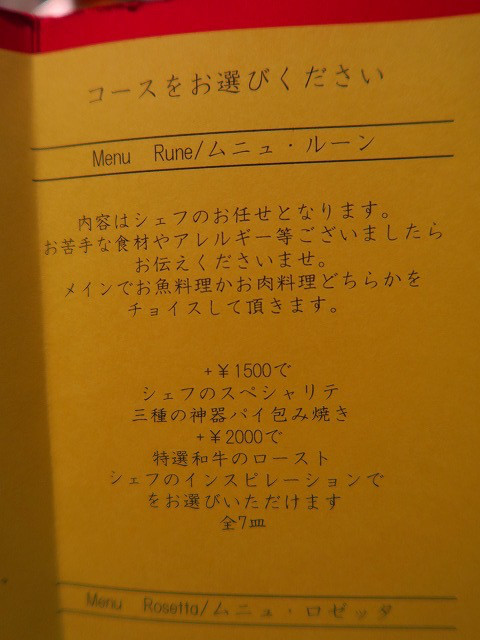 コースをお選びください
Menu Rune/ムニュ・ルーン
内容はシェフのお任せとなります。
お苦手な食材やアレルギー等ございましたら
お伝えくださいませ。
メインでお魚料理かお肉料理どちらかを
チョイスして頂きます。
+¥1500で
シェフのスペシャリテ
三種の神器パイ包み焼き
+¥2000で
特選和牛のロースト
シェフのインスピレーションで
をお選びいただけます
全7皿
Menu Rosetta/ムニュ・ロゼッタ